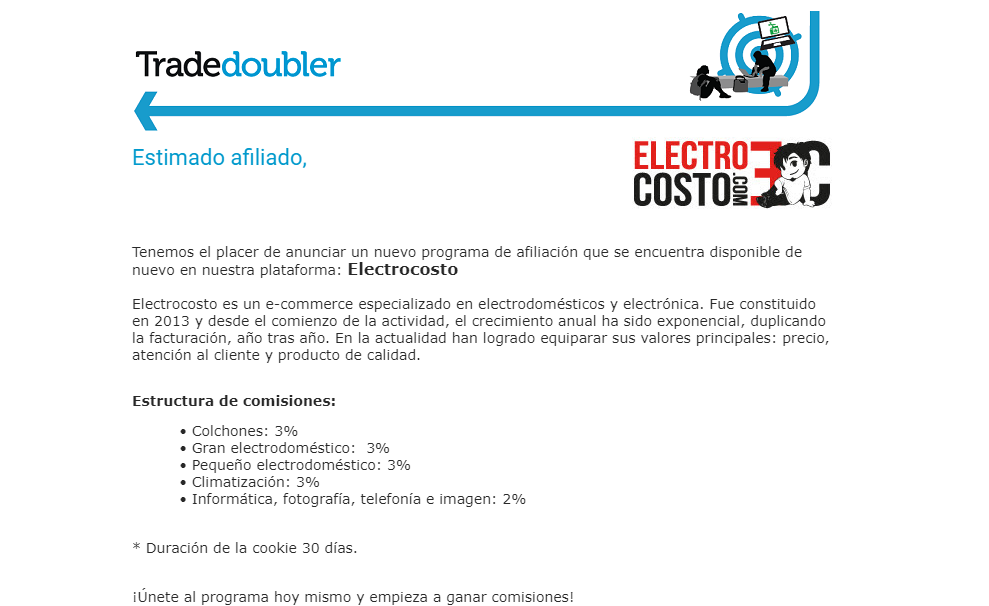 Tradedoubler
Estimado afiliado,
ELECTRO
COSTO.COM
EC
Tenemos el placer de anunciar un nuevo programa de afiliación que se encuentra disponible de
nuevo en nuestra plataforma: Electrocosto
Electrocosto es un e-commerce especializado en electrodomésticos y electrónica. Fue constituido
en 2013 y desde el comienzo de la actividad, el crecimiento anual ha sido exponencial, duplicando
la facturación, año tras año. En la actualidad han logrado equiparar sus valores principales: precio,
atención al cliente y producto de calidad.
Estructura de comisiones:
• Colchones: 3%
• Gran electrodoméstico:  3%
• Pequeño electrodoméstico: 3%
• Climatización: 3%
• Informática, fotografía, telefonía e imagen: 2%
* Duración de la cookie 30 días.
¡Únete al programa hoy mismo y empieza a ganar comisiones!